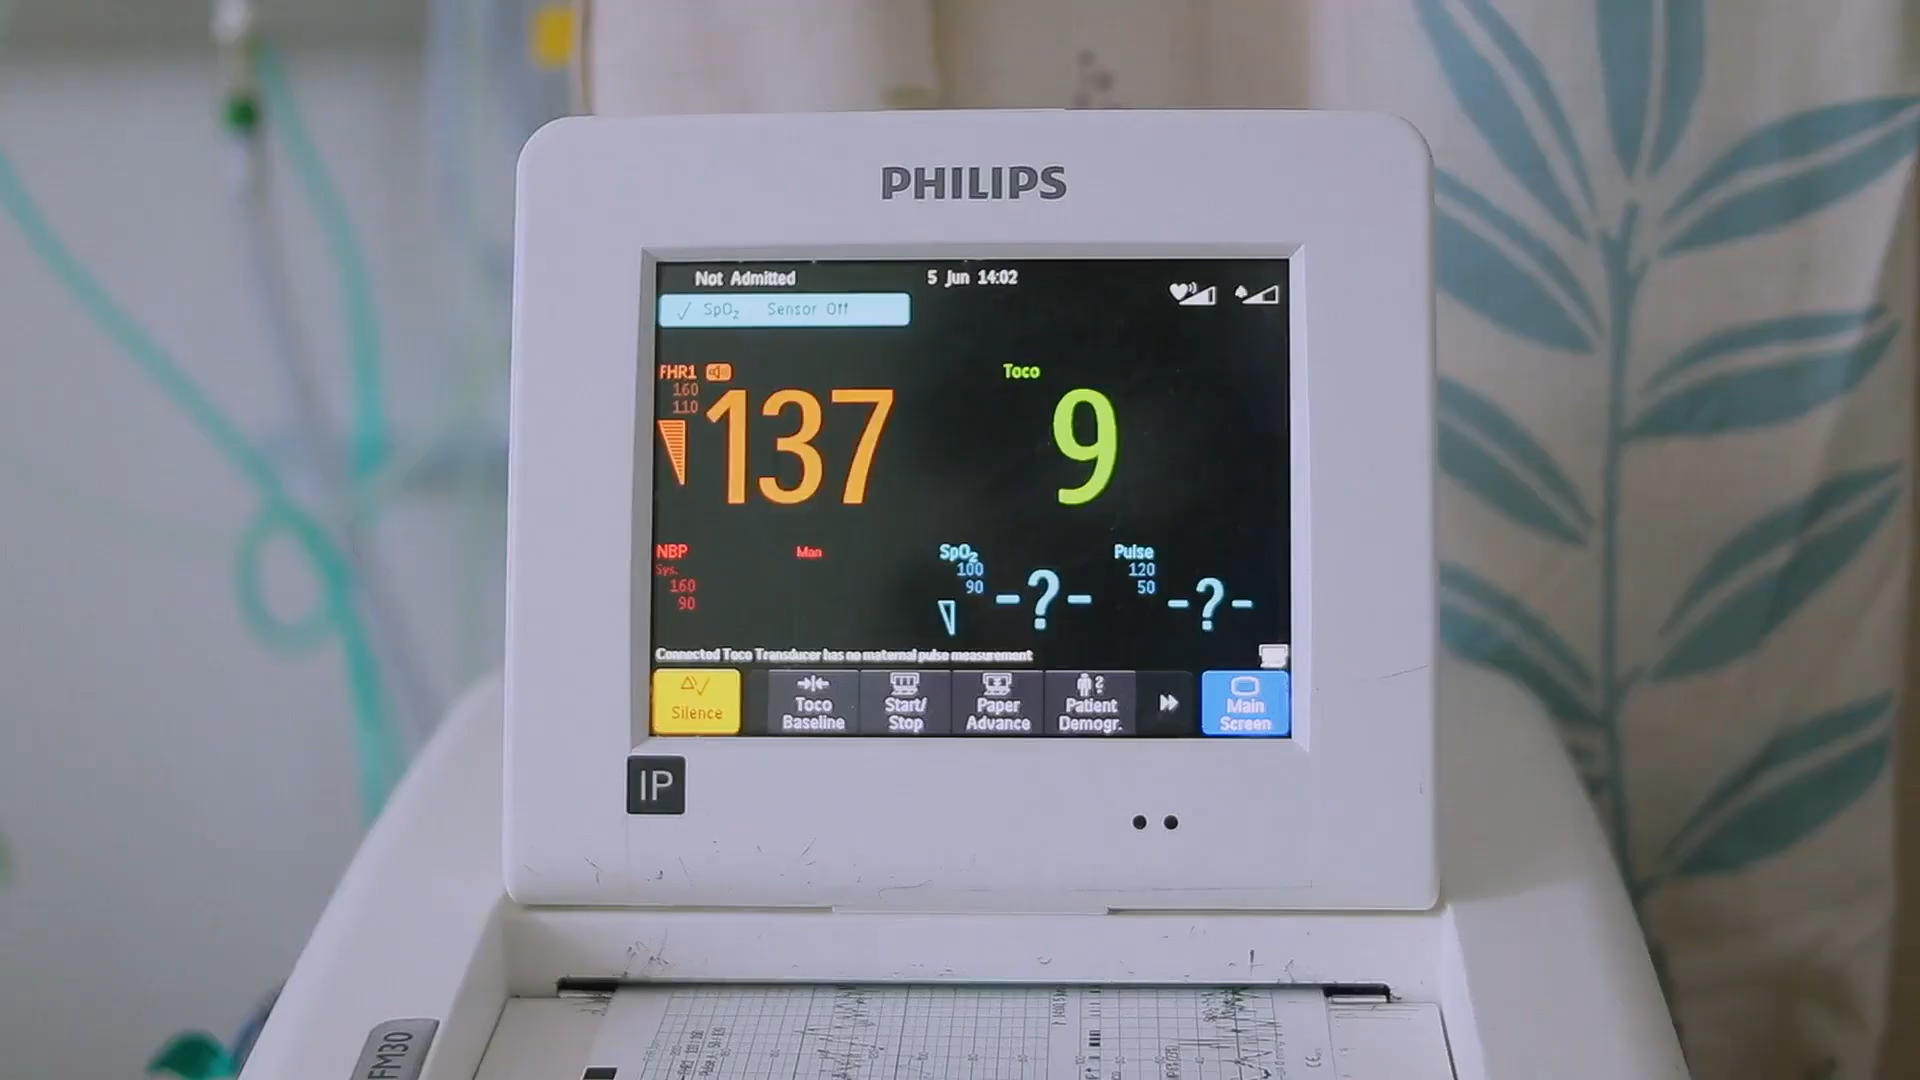 PHILIPS
Not Admitted
5 Jun 14:02
SpO2 Sensor Off
FHR1
160
110
137
Toco
9
NBP
Sys.
160
90
Man
SpO2
100
90
-?-
Pulse
120
50
-?-
Connected Toco Transducer has no maternal pulse measurement
Silence
Toco
Baseline
Start/
Stop
Paper
Advance
Patient
Demogr.
Main
Screen
IP
FM30